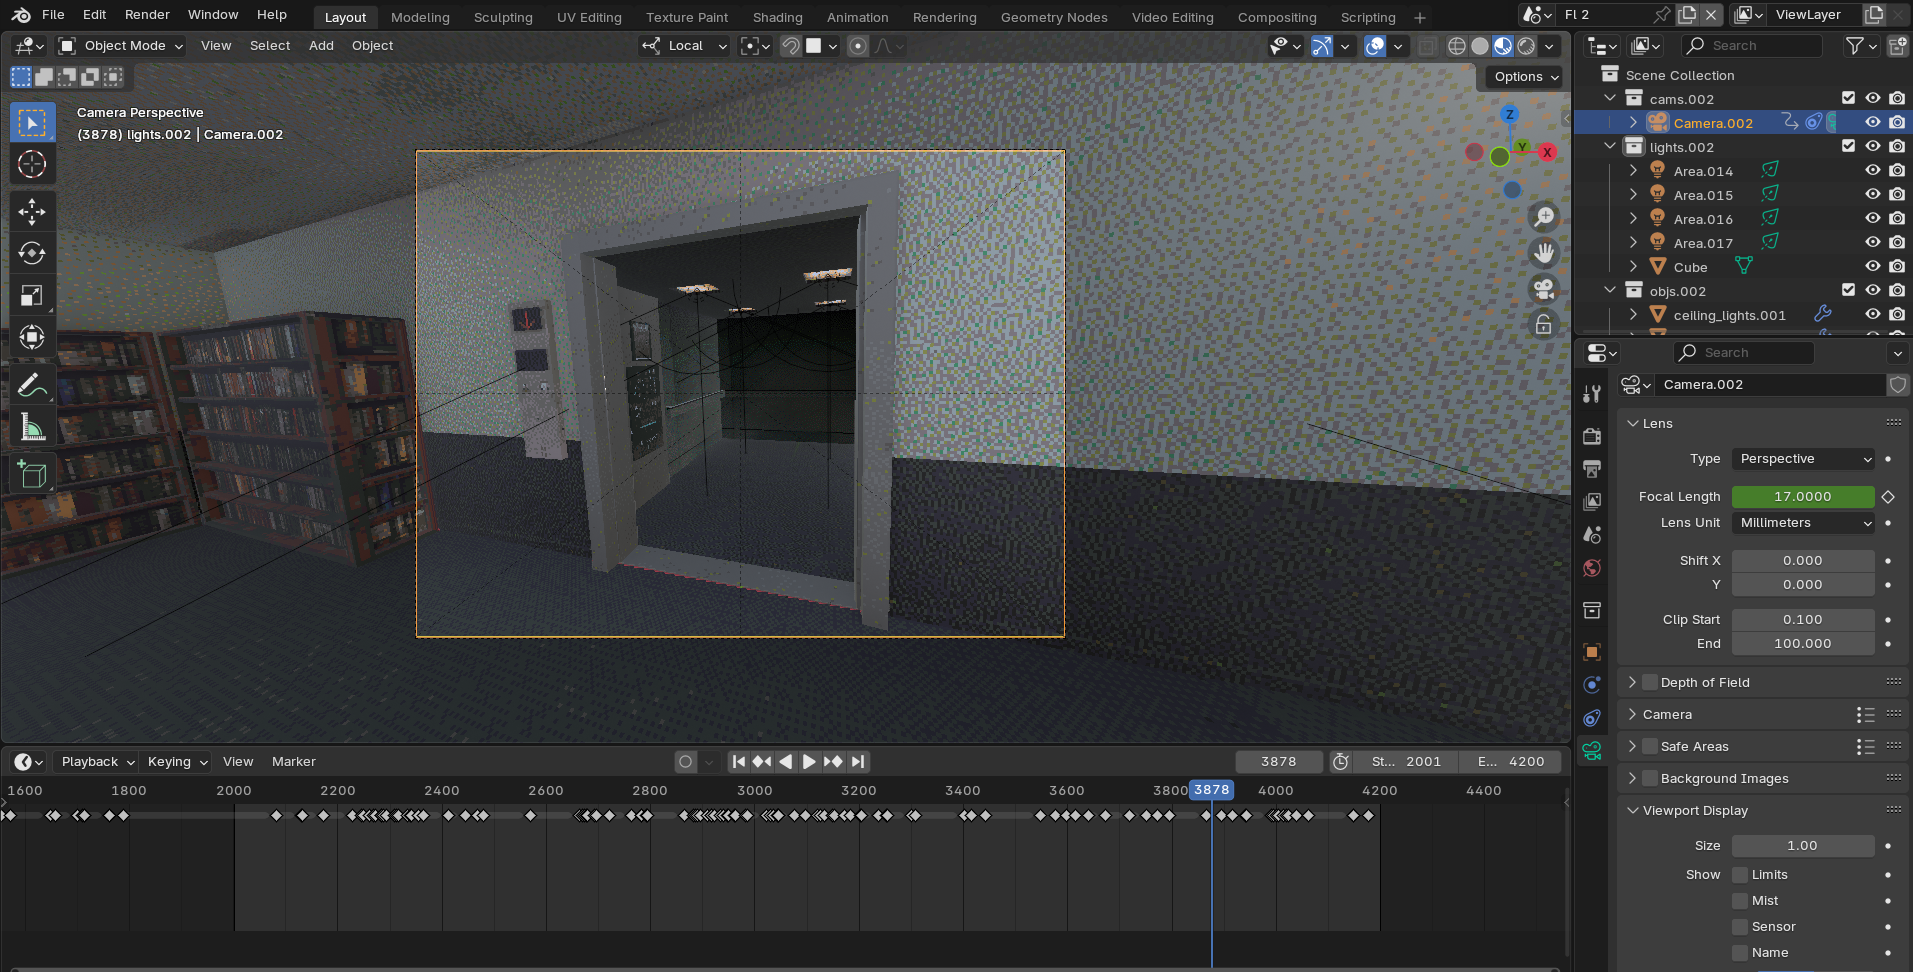 File Edit Render Window Help
Layout Modeling Sculpting UV Editing Texture Paint Shading Animation Rendering Geometry Nodes Video Editing Compositing Scripting
Fl 2
ViewLayer
Object Mode View Select Add Object
Local
Search
Options
Camera Perspective
(3878) lights.002 | Camera.002
Z
Y
X
Scene Collection
cams.002
Camera.002
lights.002
Area.014
Area.015
Area.016
Area.017
Cube
objs.002
ceiling_lights.001
Search
Camera.002
Lens
Type Perspective
Focal Length 17.0000
Lens Unit Millimeters
Shift X 0.000
Y 0.000
Clip Start 0.100
End 100.000
Depth of Field
Camera
Safe Areas
Background Images
Viewport Display
Size 1.00
Show Limits
Mist
Sensor
Name
Playback Keying View Marker
3878
St... 2001
E... 4200
1600 1800 2000 2200 2400 2600 2800 3000 3200 3400 3600 3800 3878 4000 4200 4400